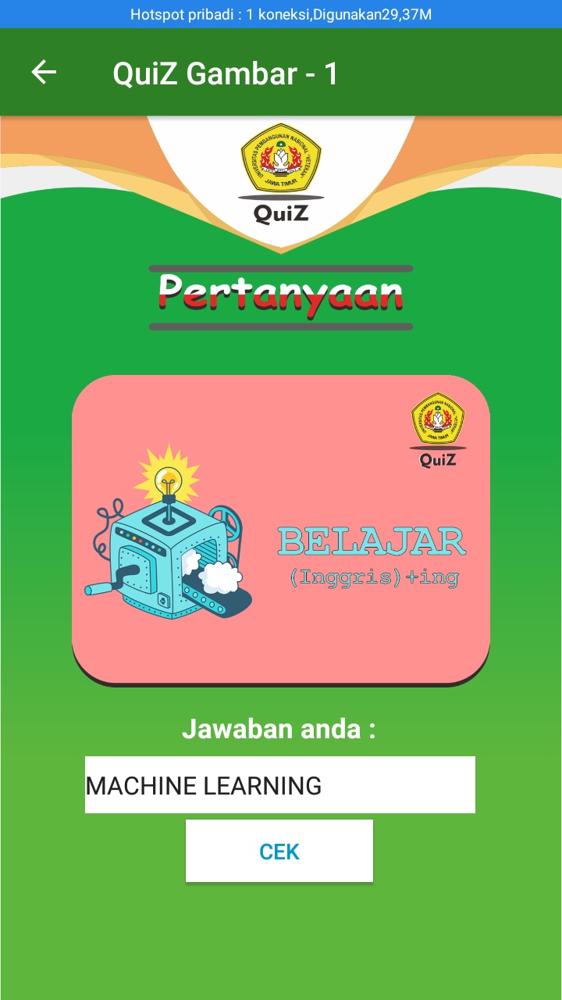 Hotspot pribadi : 1 koneksi,Digunakan29,37M
QuiZ Gambar - 1
UNIVERSITAS PEMBANGUNAN NASIONAL "VETERAN"
JAWA TIMUR
QuiZ
Pertanyaan
UNIVERSITAS PEMBANGUNAN NASIONAL "VETERAN"
JAWA TIMUR
QuiZ
BELAJAR
(Inggris)+ing
Jawaban anda :
MACHINE LEARNING
CEK